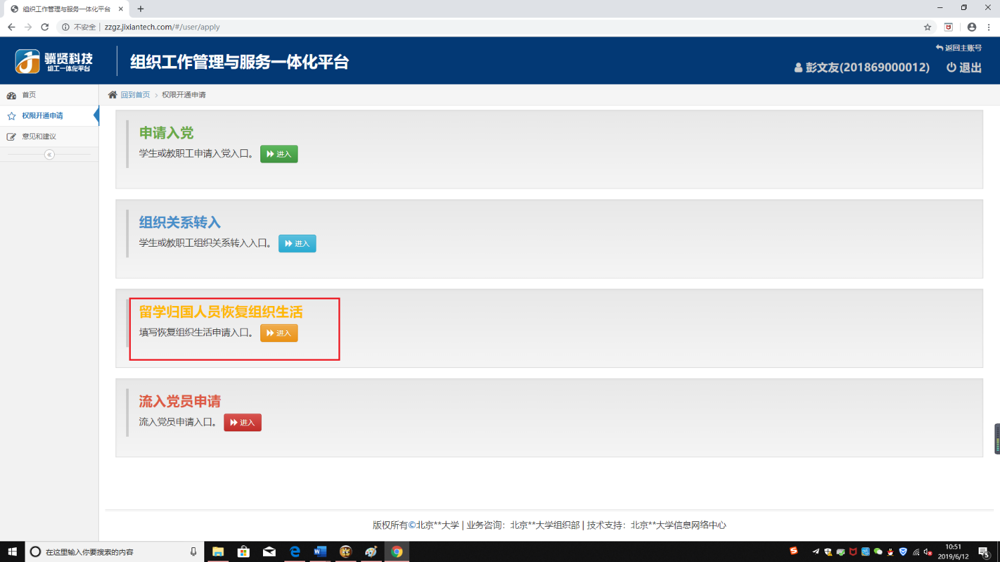 组织工作管理与服务一体化平台
不安全 | zzgz.jixiantech.com/#/user/apply
骥贤科技
组工一体化平台
组织工作管理与服务一体化平台
返回主账号
彭文友(201869000012) 退出
首页
权限开通申请
意见和建议
回到首页 > 权限开通申请
申请入党
学生或教职工申请入党入口。 进入
组织关系转入
学生或教职工组织关系转入入口。 进入
留学归国人员恢复组织生活
填写恢复组织生活申请入口。 进入
流入党员申请
流入党员申请入口。 进入
版权所有©北京**大学 | 业务咨询：北京**大学组织部 | 技术支持：北京**大学信息网络中心
在这里输入你要搜索的内容
10:51
2019/6/12
5